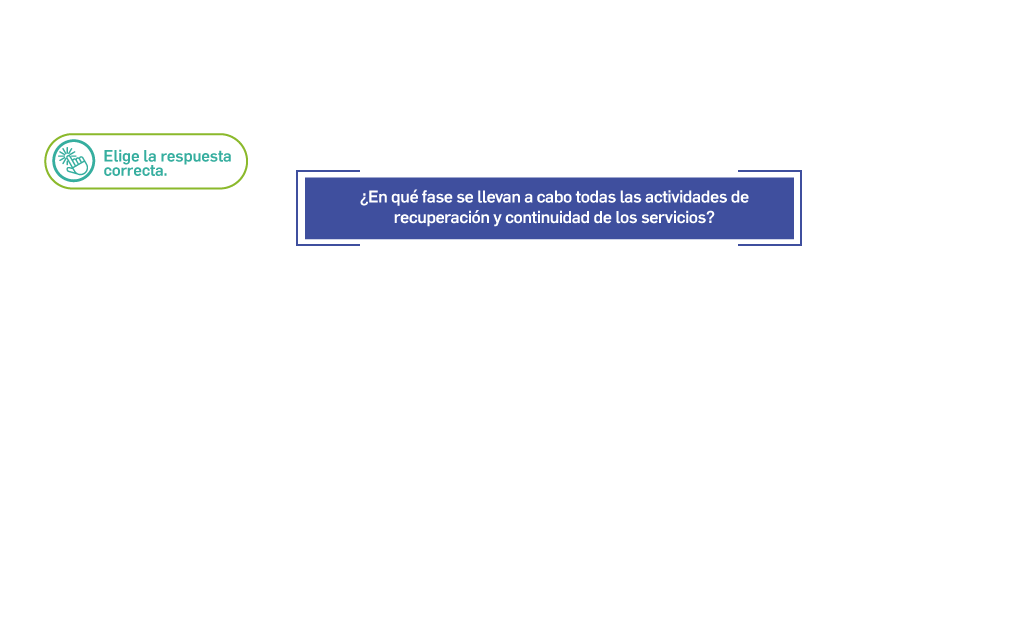 Elige la respuesta
correcta.
¿En qué fase se llevan a cabo todas las actividades de
recuperación y continuidad de los servicios?